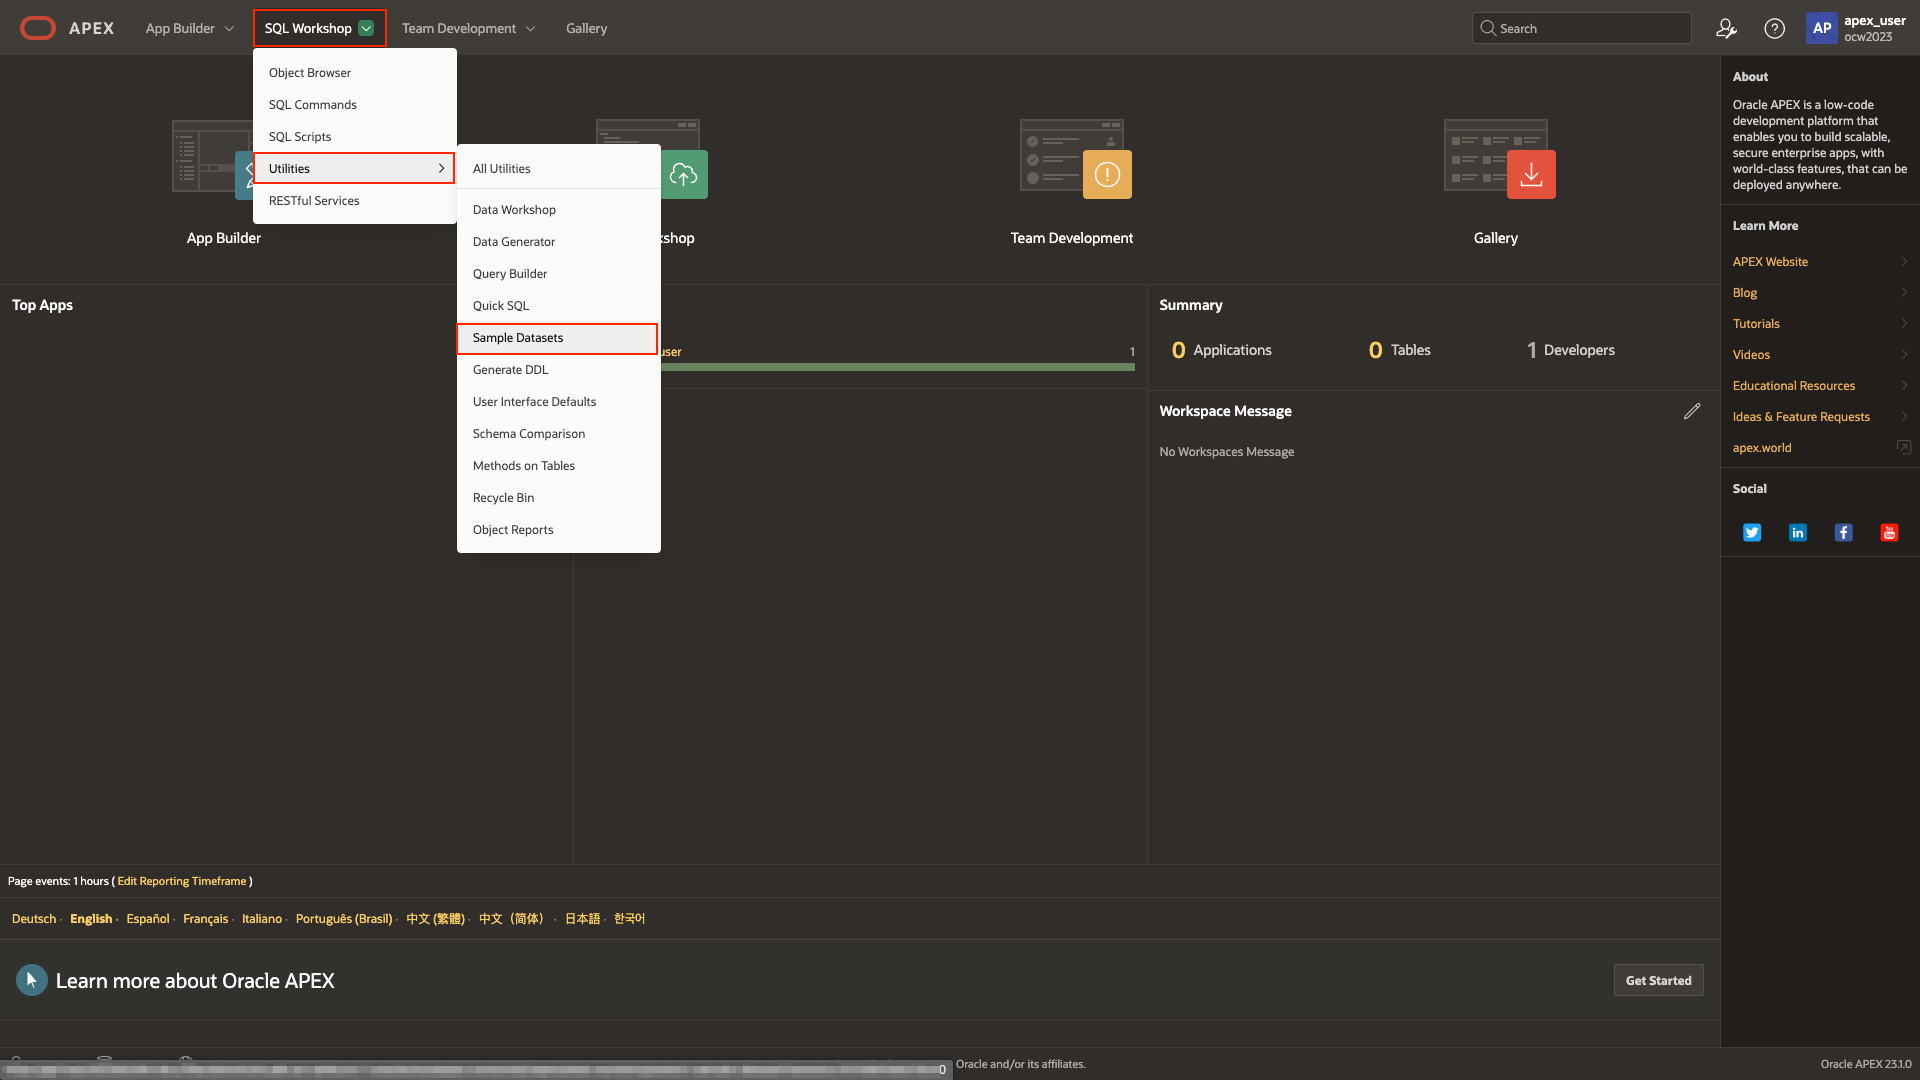 APEX
App Builder
SQL Workshop
Team Development
Gallery
Search
AP
apex_user
ocw2023
Object Browser
SQL Commands
SQL Scripts
Utilities
RESTful Services
All Utilities
Data Workshop
Data Generator
Query Builder
Quick SQL
Sample Datasets
Generate DDL
User Interface Defaults
Schema Comparison
Methods on Tables
Recycle Bin
Object Reports
App Builder
kshop
Team Development
Gallery
Top Apps
user
1
Summary
0 Applications
0 Tables
1 Developers
Workspace Message
No Workspaces Message
About
Oracle APEX is a low-code
development platform that
enables you to build scalable,
secure enterprise apps, with
world-class features, that can be
deployed anywhere.
Learn More
APEX Website
Blog
Tutorials
Videos
Educational Resources
Ideas & Feature Requests
apex.world
Social
Page events: 1 hours ( Edit Reporting Timeframe )
Deutsch · English · Español · Français · Italiano · Português (Brasil) · 中文 (繁體) · 中文（简体） · 日本語 · 한국어
Learn more about Oracle APEX
Get Started
0
Oracle and/or its affiliates.
Oracle APEX 23.1.0